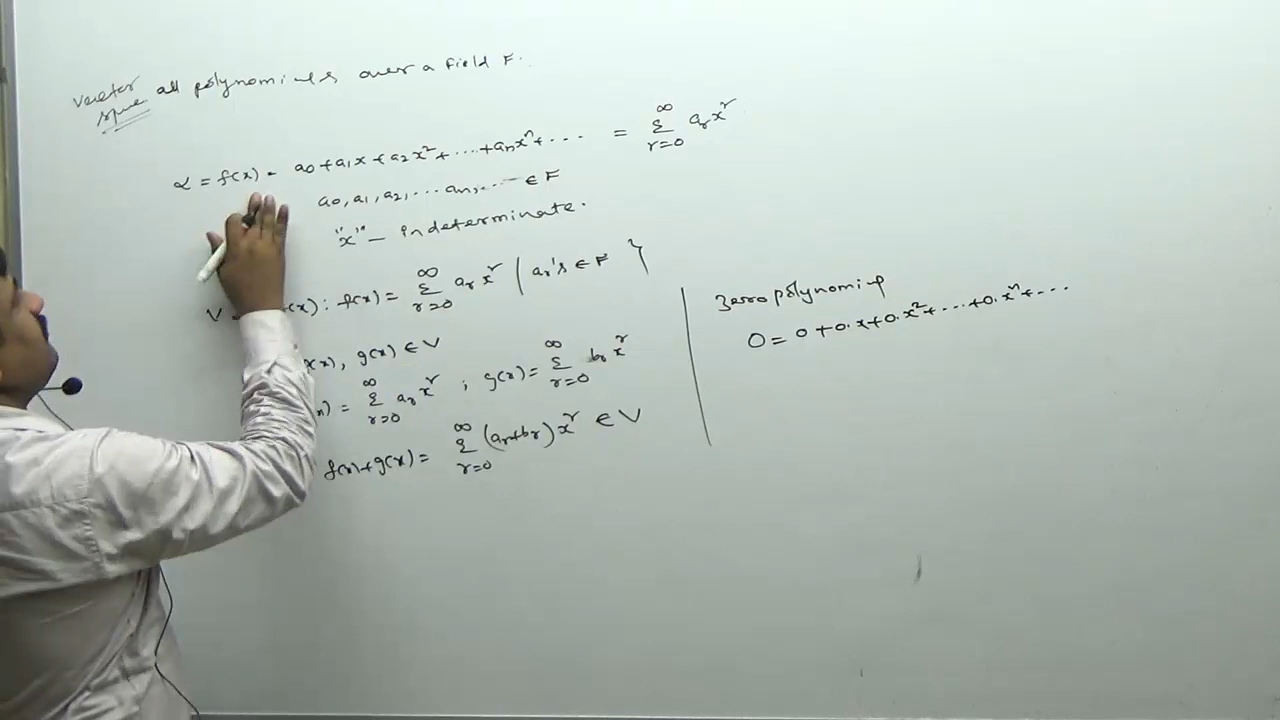 Vector space all polynomials over a field F.
α = f(x) = a₀ + a₁x + a₂x² + ... + aₙxⁿ + ... = ∞ Σ r=0 aᵣxʳ
a₀, a₁, a₂, ... aₙ, ... ∈ F
"x" – indeterminate.
V (x) : f(x) = ∞ Σ r=0 aᵣxʳ | aᵣ's ∈ F }
(x), g(x) ∈ V
) = ∞ Σ r=0 aᵣxʳ ; g(x) = ∞ Σ r=0 bᵣxʳ
f(x) + g(x) = ∞ Σ r=0 (aᵣ+bᵣ)xʳ ∈ V
zero polynomial
0 = 0 + 0.x + 0.x² + ... + 0.xⁿ + ...